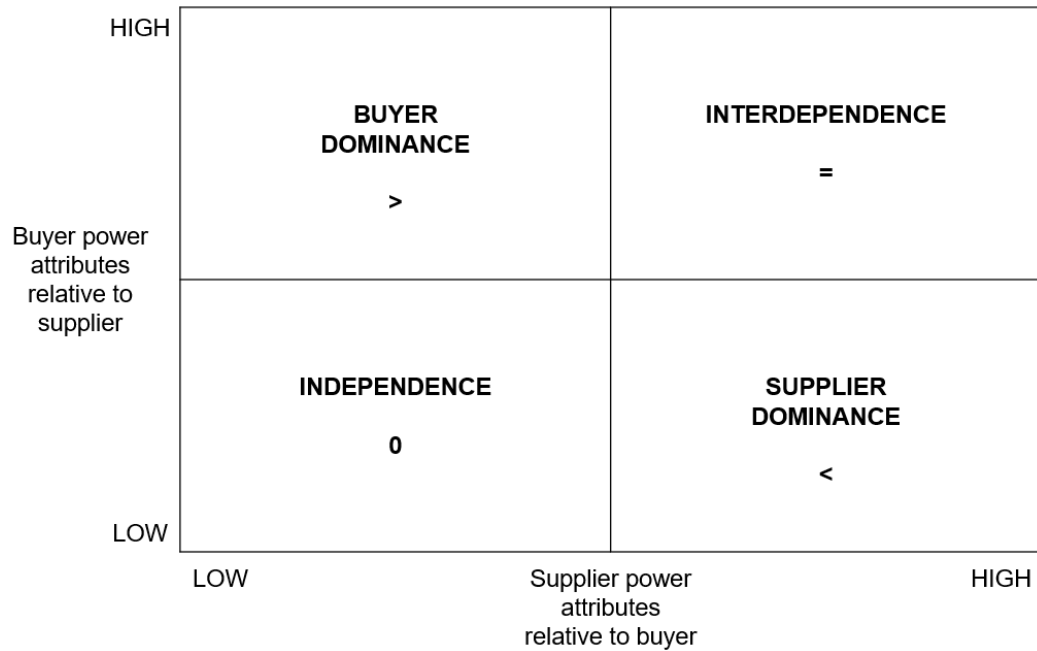 HIGH
BUYER
DOMINANCE
>
INTERDEPENDENCE
=
Buyer power
attributes
relative to
supplier
INDEPENDENCE
0
SUPPLIER
DOMINANCE
<
LOW
LOW
Supplier power
attributes
relative to buyer
HIGH